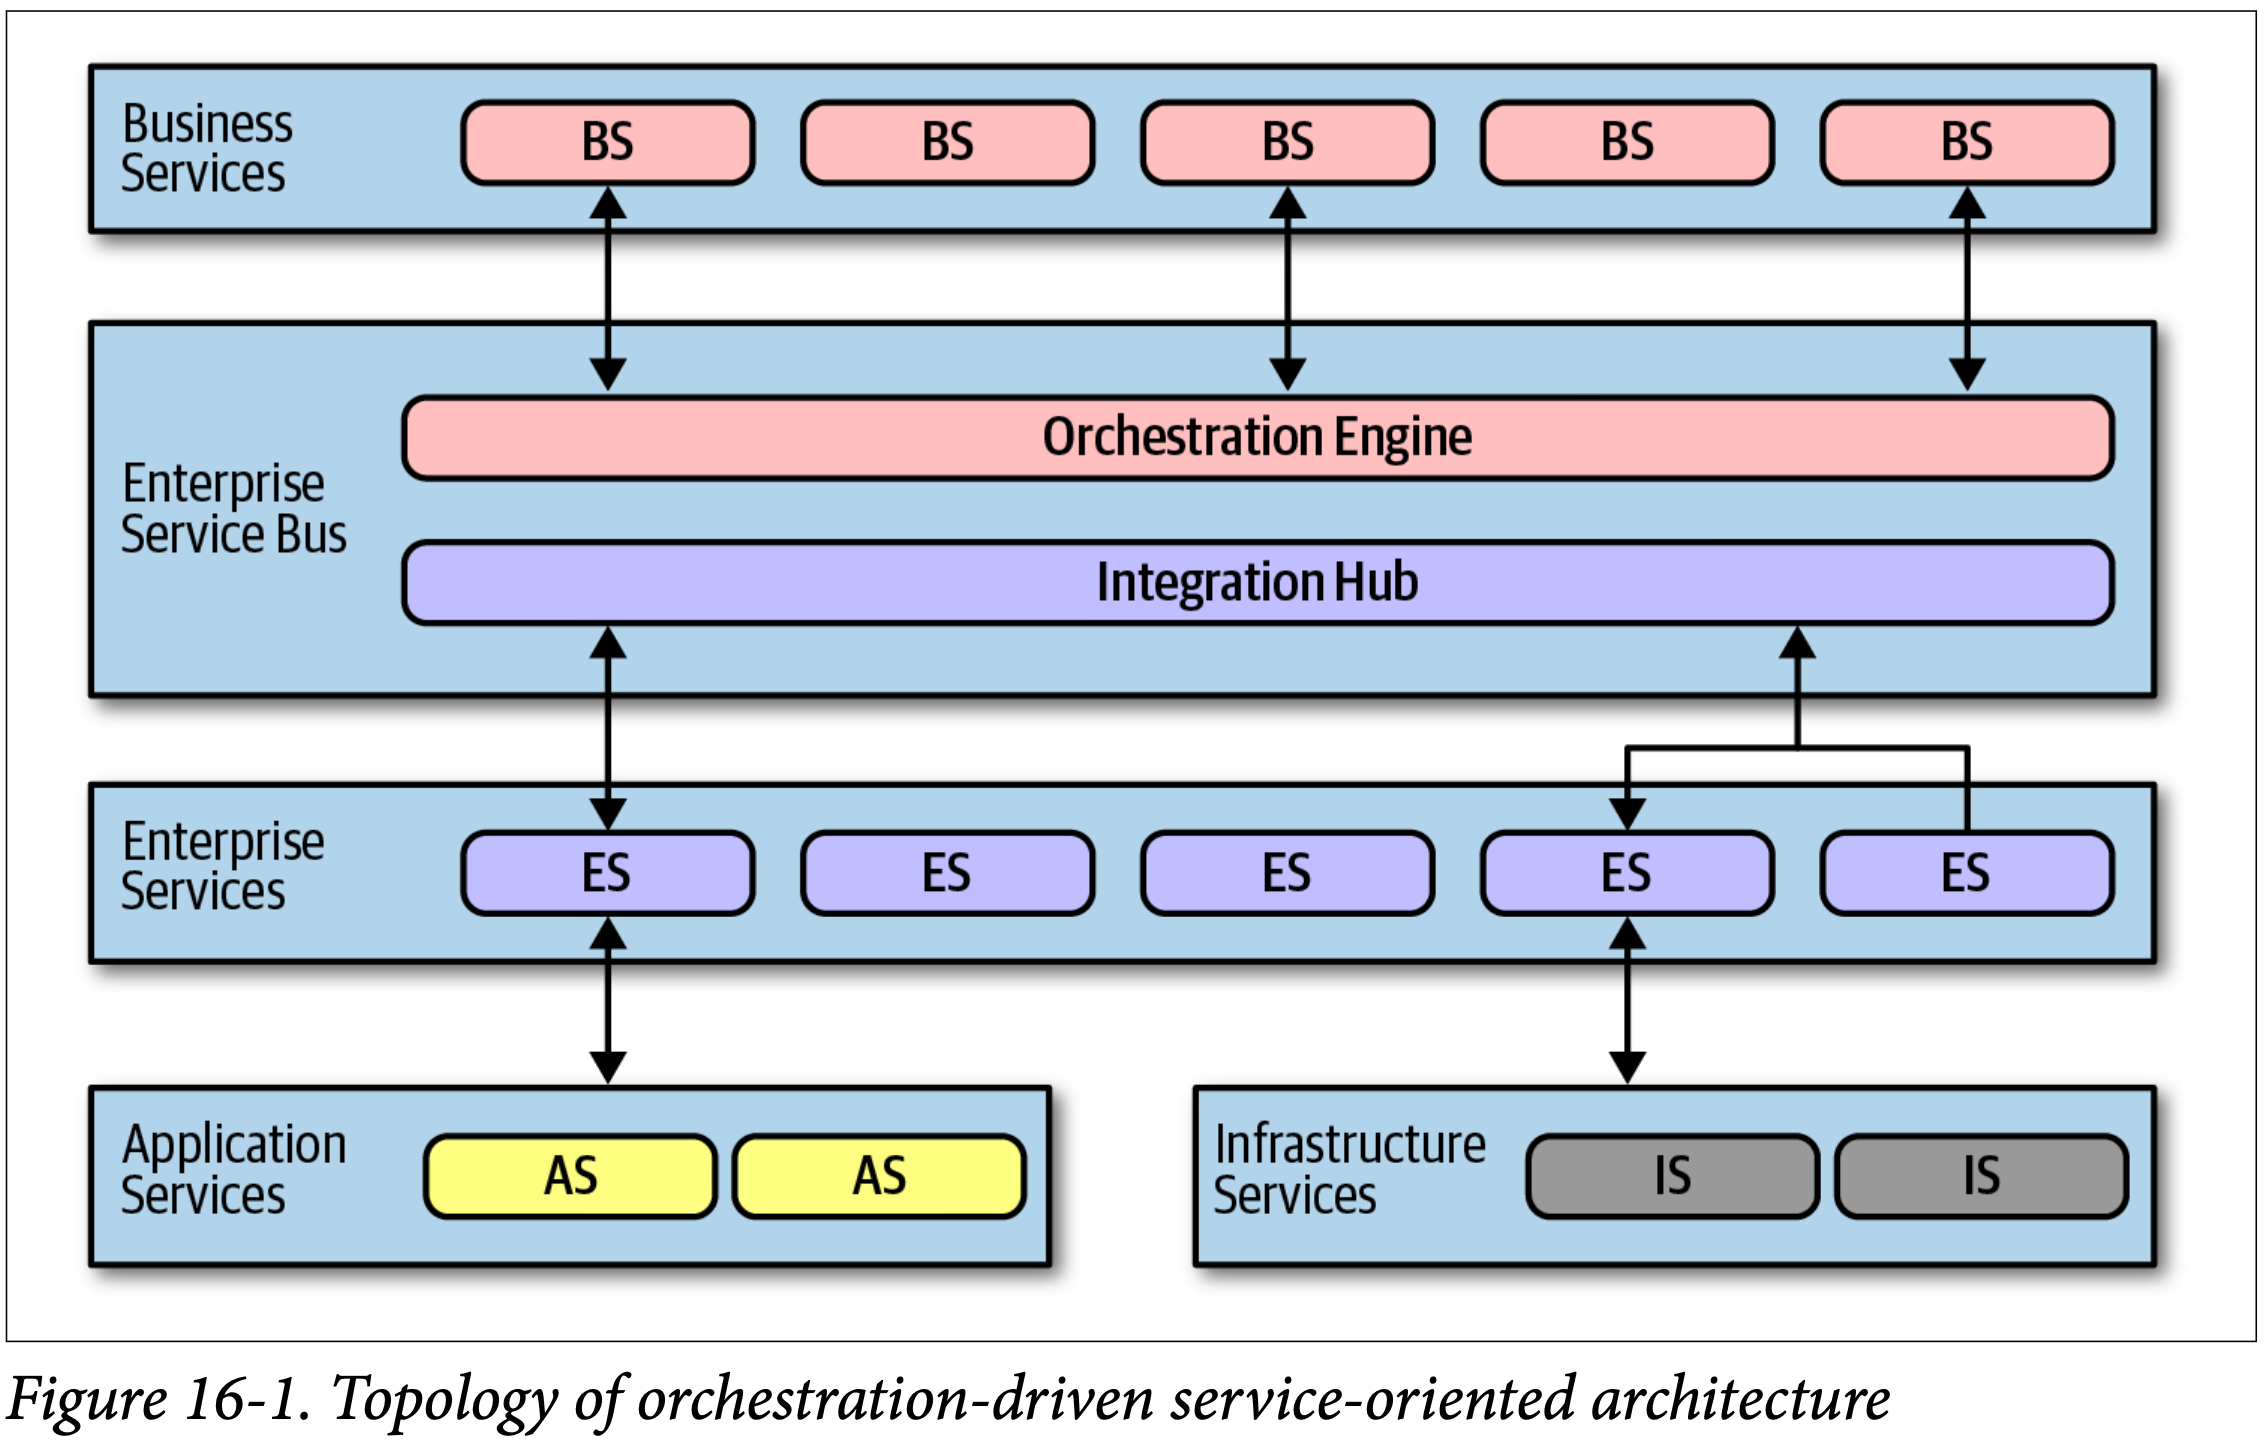 Business
Services
BS
BS
BS
BS
BS
Enterprise
Service Bus
Orchestration Engine
Integration Hub
Enterprise
Services
ES
ES
ES
ES
ES
Application
Services
AS
AS
Infrastructure
Services
IS
IS
Figure 16-1. Topology of orchestration-driven service-oriented architecture